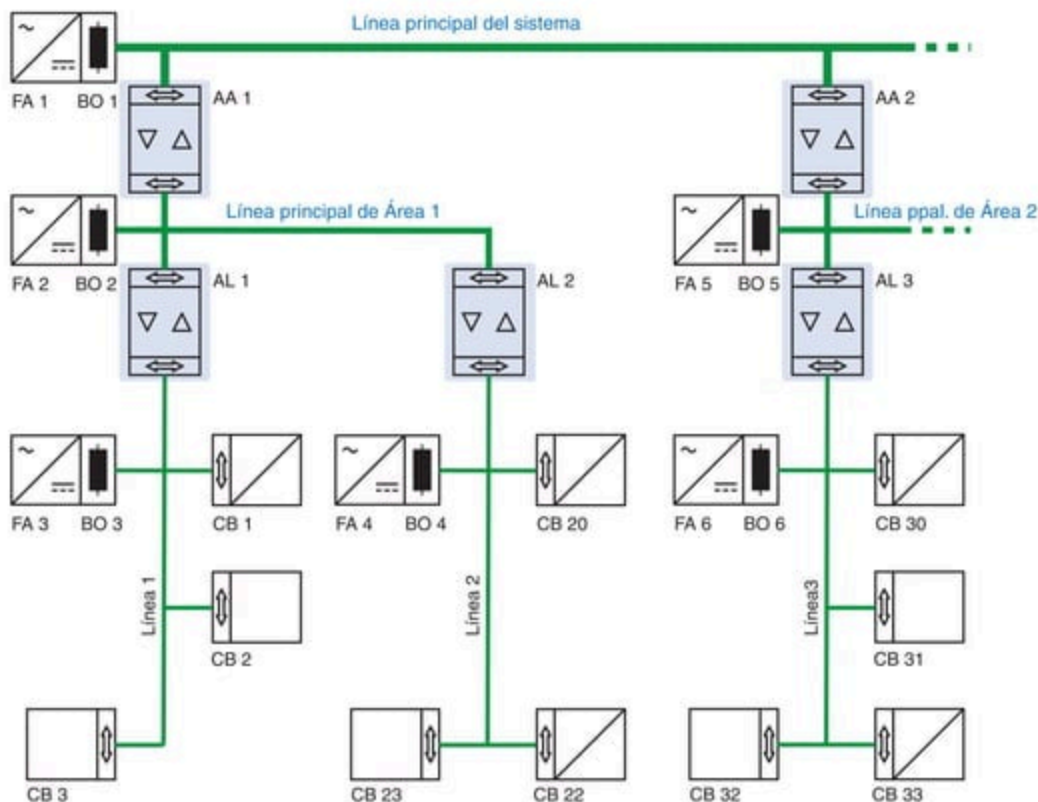 Línea principal del sistema
FA 1 BO 1 AA 1 AA 2
Línea principal de Área 1 Línea ppal. de Área 2
FA 2 BO 2 AL 1 AL 2 FA 5 BO 5 AL 3
FA 3 BO 3 CB 1 FA 4 BO 4 CB 20 FA 6 BO 6 CB 30
Línea 1 Línea 2 Línea3
CB 2 CB 31
CB 3 CB 23 CB 22 CB 32 CB 33